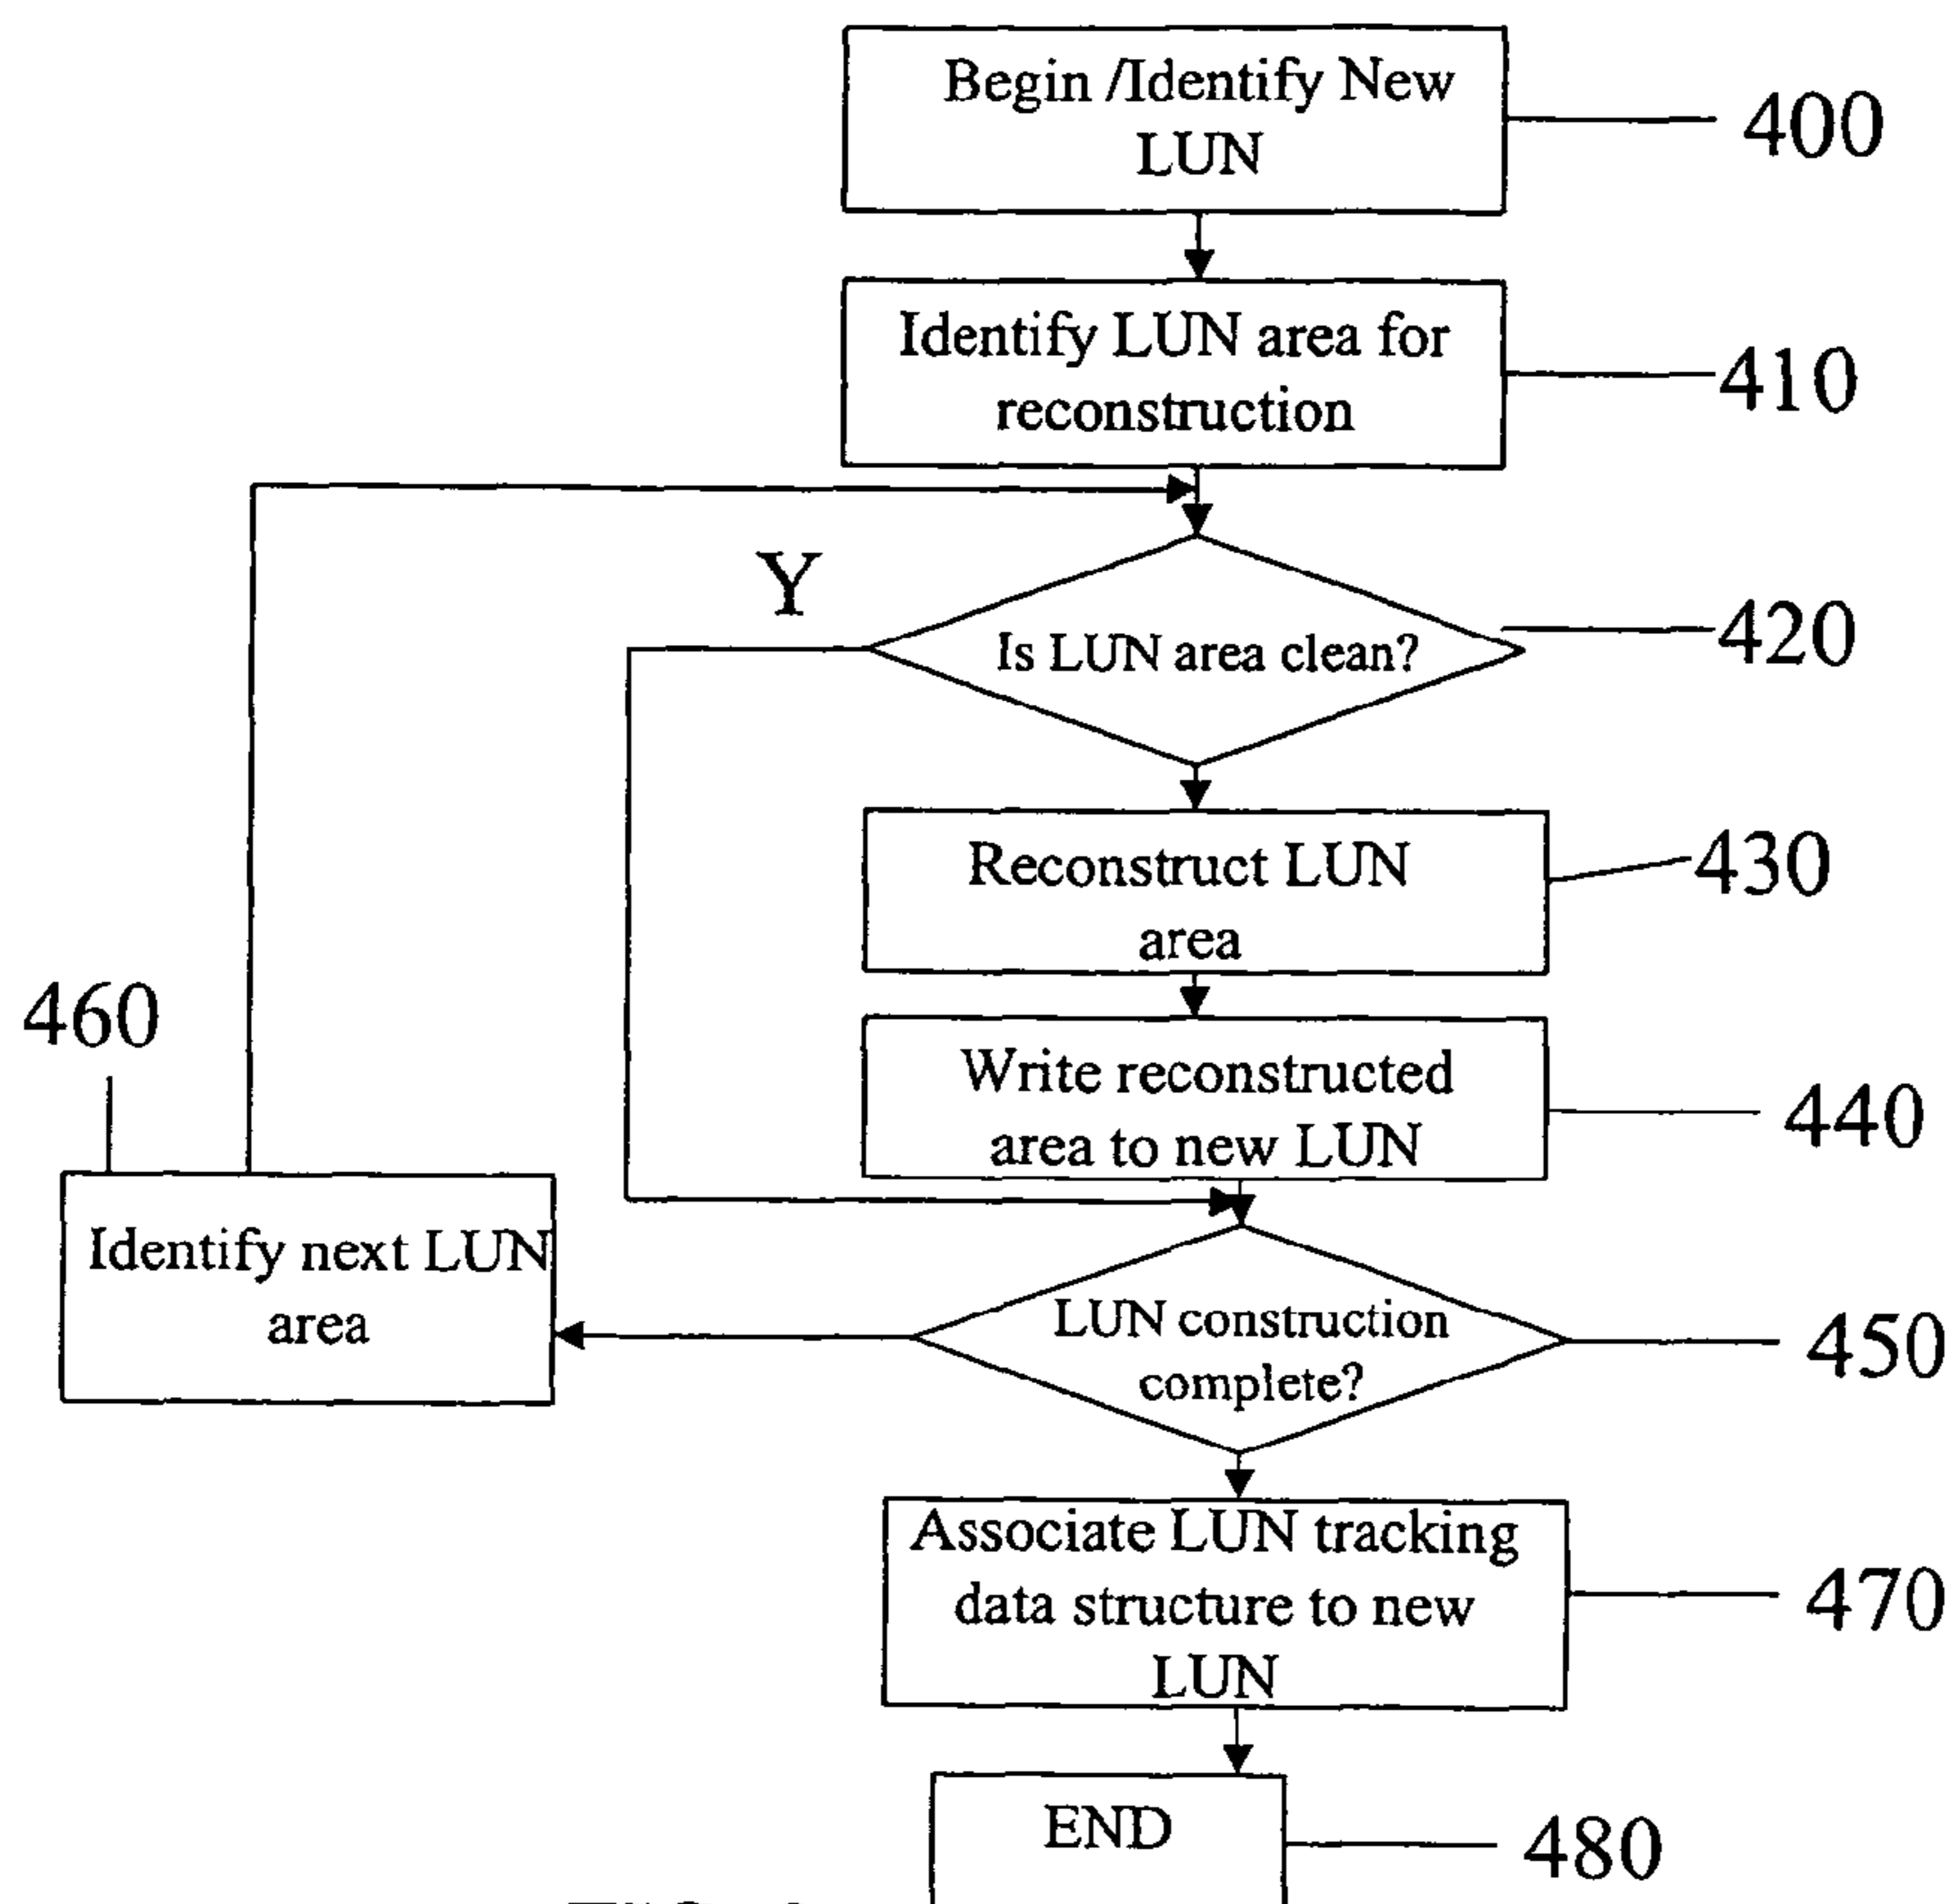 Begin /Identify New
LUN
400
Identify LUN area for
reconstruction
410
Y
Is LUN area clean?
420
Reconstruct LUN
area
430
460
Write reconstructed
area to new LUN
440
Identify next LUN
area
LUN construction
complete?
450
Associate LUN tracking
data structure to new
LUN
470
END
480